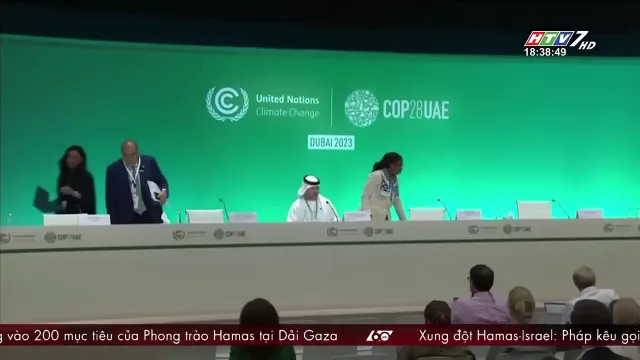 HTV7 HD
18:38:49
United Nations
Climate Change
COP28UAE
DUBAI 2023
COP28UAE
COP28UAE
COP28UAE
COP28UAE
g vào 200 mục tiêu của Phong trào Hamas tại Dải Gaza
60
Xung đột Hamas-Israel: Pháp kêu gọi